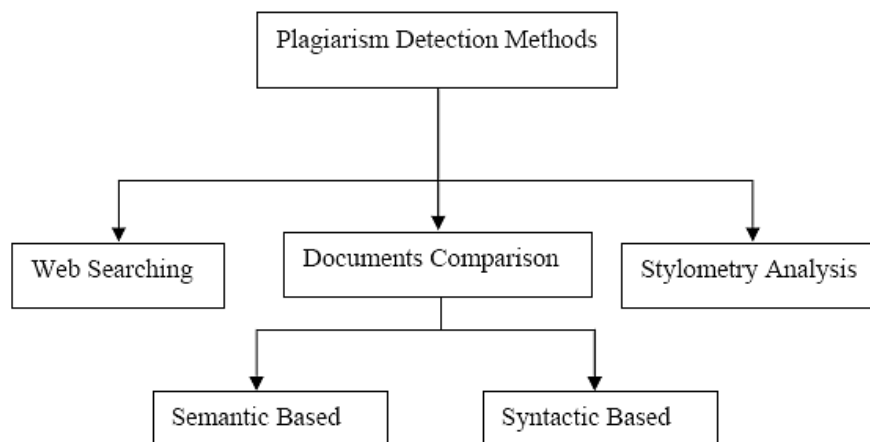 Plagiarism Detection Methods
Web Searching
Documents Comparison
Stylometry Analysis
Semantic Based
Syntactic Based